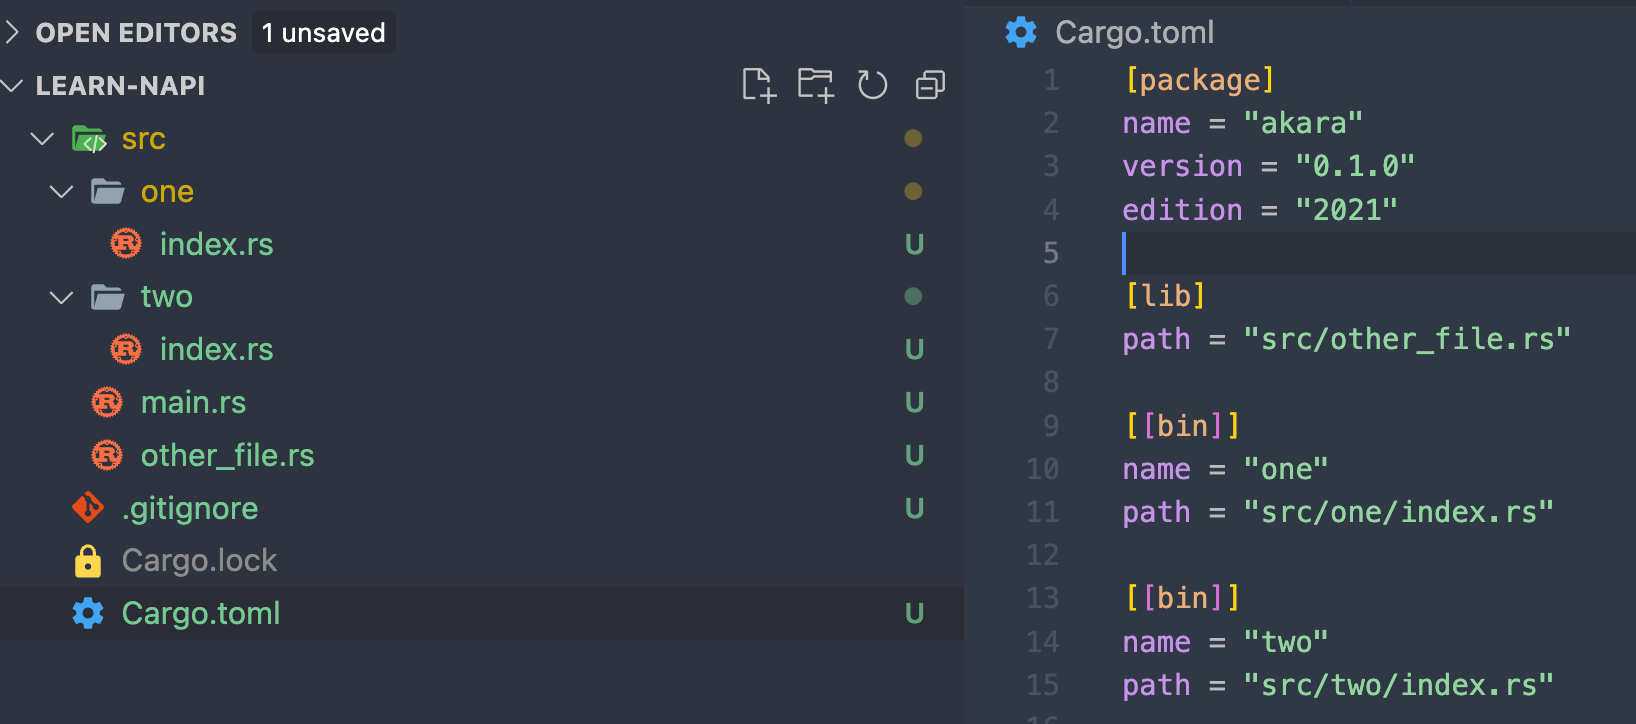 OPEN EDITORS 1 unsaved
LEARN-NAPI
src
one
index.rs U
two
index.rs U
main.rs U
other_file.rs U
.gitignore U
Cargo.lock
Cargo.toml U
Cargo.toml
1 [package]
2 name = "akara"
3 version = "0.1.0"
4 edition = "2021"
5
6 [lib]
7 path = "src/other_file.rs"
8
9 [[bin]]
10 name = "one"
11 path = "src/one/index.rs"
12
13 [[bin]]
14 name = "two"
15 path = "src/two/index.rs"